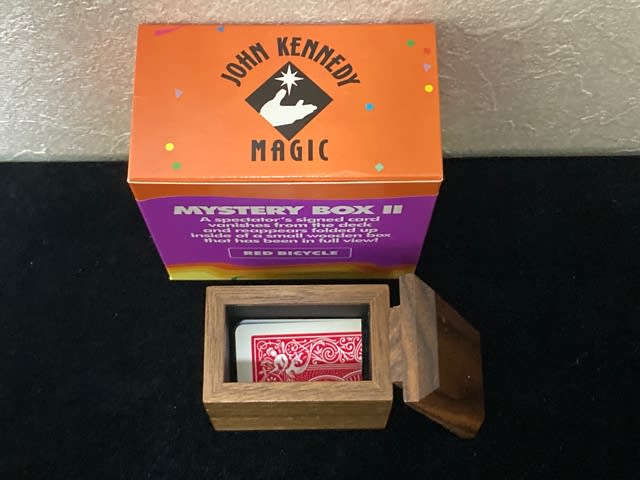 JOHN KENNEDY
MAGIC
MYSTERY BOX II
A spectator's signed card
vanishes from the deck
and reappears folded up
inside of a small wooden box
that has been in full view!
RED BICYCLE